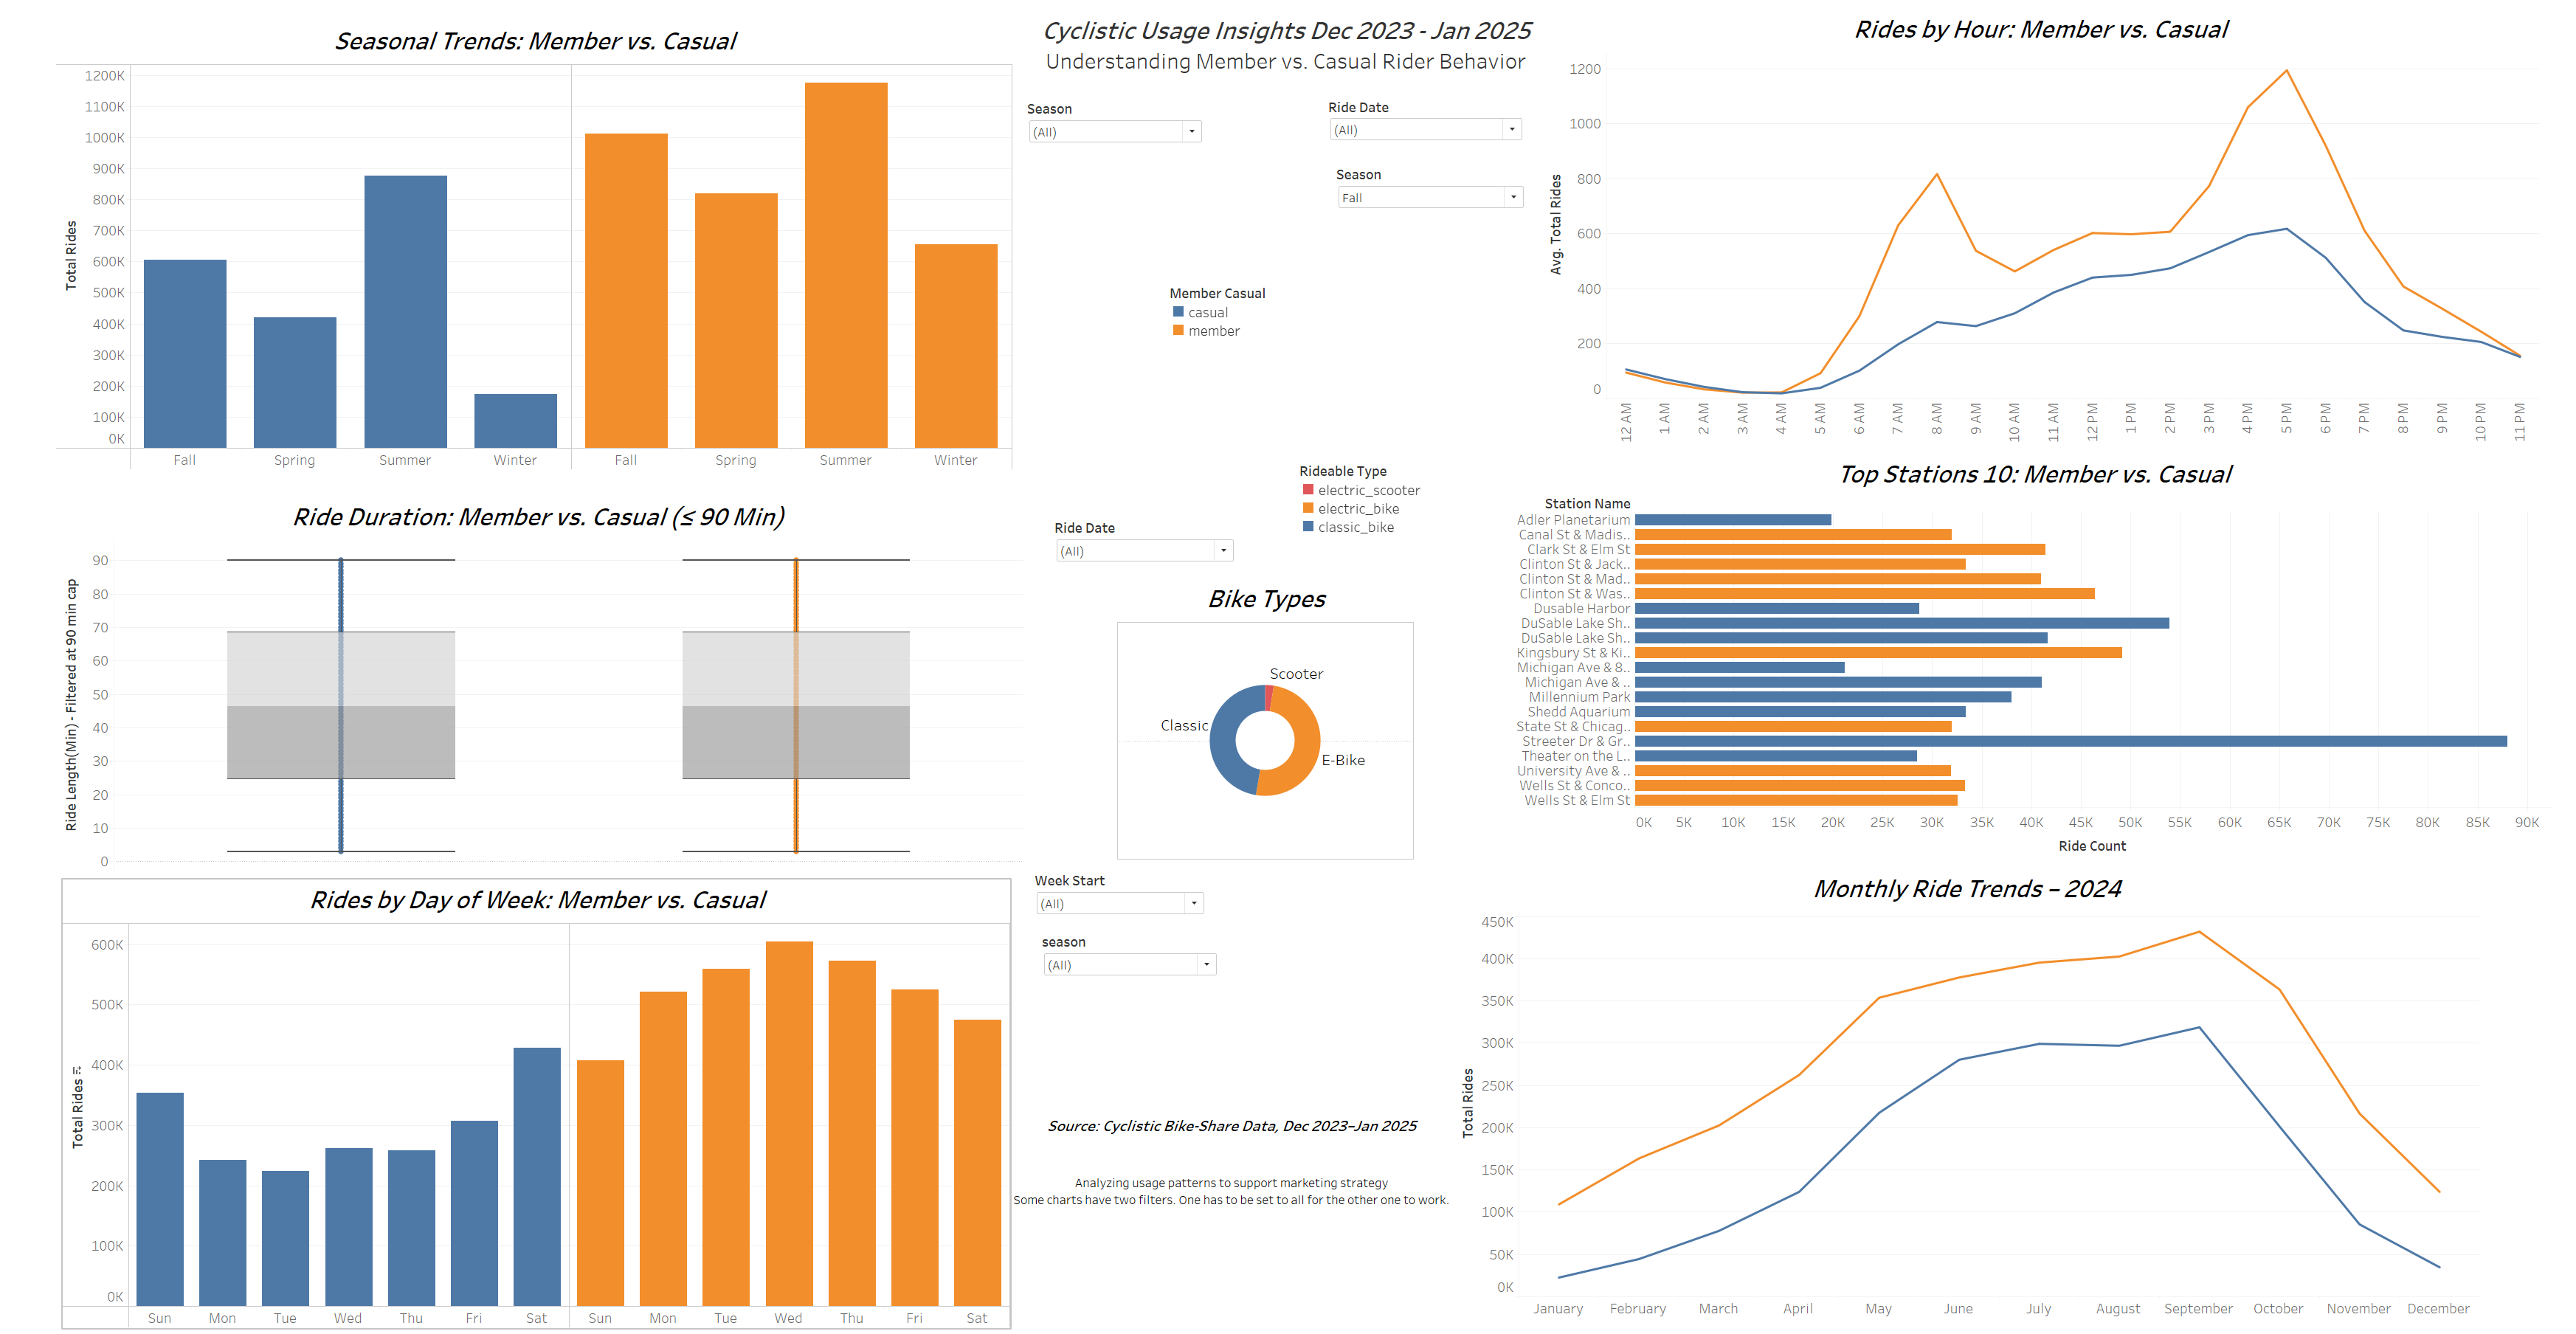 Seasonal Trends: Member vs. Casual
Total Rides
1200K
1100K
1000K
900K
800K
700K
600K
500K
400K
300K
200K
100K
0K
Fall Spring Summer Winter Fall Spring Summer Winter
Ride Duration: Member vs. Casual (≤ 90 Min)
Ride Length(Min) - Filtered at 90 min cap
90
80
70
60
50
40
30
20
10
0
Rides by Day of Week: Member vs. Casual
Total Rides
600K
500K
400K
300K
200K
100K
0K
Sun Mon Tue Wed Thu Fri Sat Sun Mon Tue Wed Thu Fri Sat
Cyclistic Usage Insights Dec 2023 - Jan 2025
Understanding Member vs. Casual Rider Behavior
Season
(All)
Ride Date
(All)
Season
Fall
Member Casual
casual
member
Rideable Type
electric_scooter
electric_bike
classic_bike
Ride Date
(All)
Bike Types
Scooter
Classic
E-Bike
Week Start
(All)
season
(All)
Source: Cyclistic Bike-Share Data, Dec 2023–Jan 2025
Analyzing usage patterns to support marketing strategy
Some charts have two filters. One has to be set to all for the other one to work.
Rides by Hour: Member vs. Casual
Avg. Total Rides
1200
1000
800
600
400
200
0
12 AM 1 AM 2 AM 3 AM 4 AM 5 AM 6 AM 7 AM 8 AM 9 AM 10 AM 11 AM 12 PM 1 PM 2 PM 3 PM 4 PM 5 PM 6 PM 7 PM 8 PM 9 PM 10 PM 11 PM
Top Stations 10: Member vs. Casual
Station Name
Adler Planetarium
Canal St & Madis..
Clark St & Elm St
Clinton St & Jack..
Clinton St & Mad..
Clinton St & Was..
Dusable Harbor
DuSable Lake Sh..
DuSable Lake Sh..
Kingsbury St & Ki..
Michigan Ave & 8..
Michigan Ave & ..
Millennium Park
Shedd Aquarium
State St & Chicag..
Streeter Dr & Gr..
Theater on the L..
University Ave & ..
Wells St & Conco..
Wells St & Elm St
0K 5K 10K 15K 20K 25K 30K 35K 40K 45K 50K 55K 60K 65K 70K 75K 80K 85K 90K
Ride Count
Monthly Ride Trends – 2024
Total Rides
450K
400K
350K
300K
250K
200K
150K
100K
50K
0K
January February March April May June July August September October November December